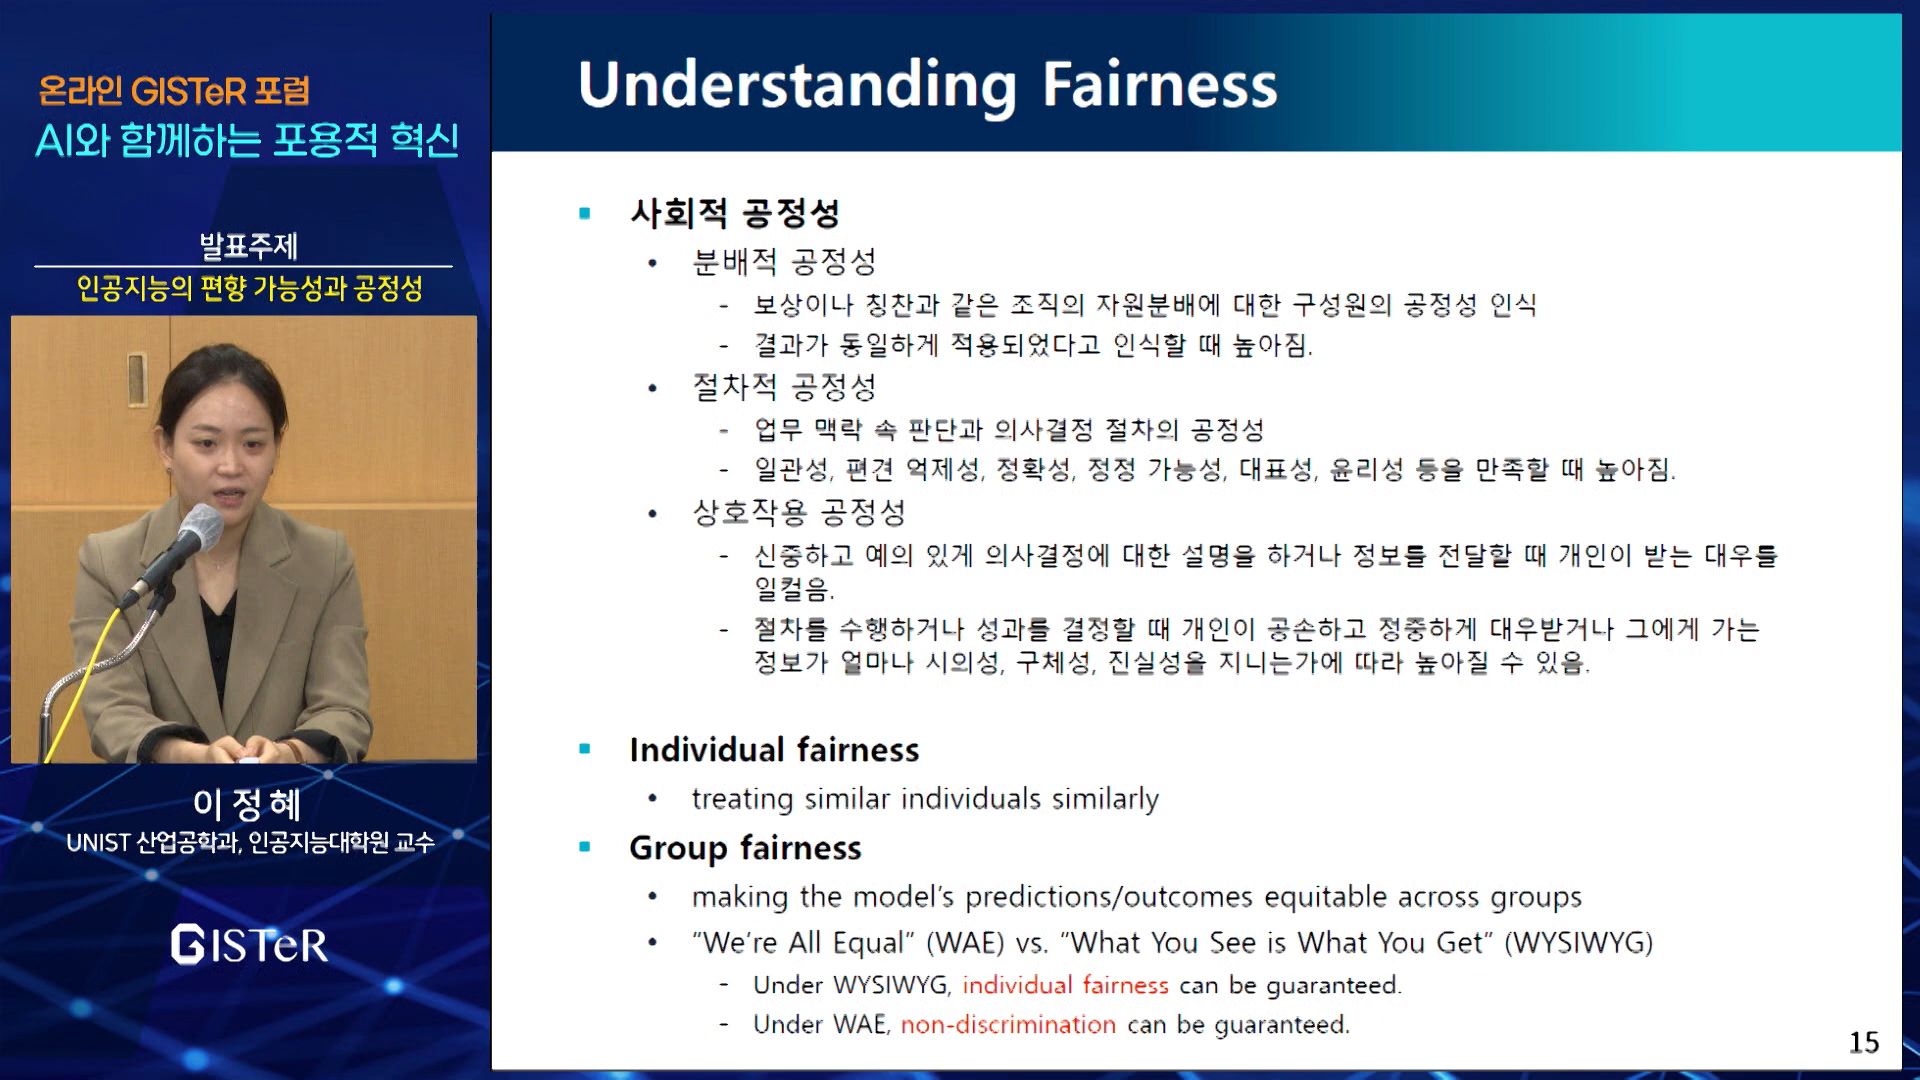 온라인 GISTeR 포럼
AI와 함께하는 포용적 혁신
발표주제
인공지능의 편향 가능성과 공정성
이정혜
UNIST 산업공학과, 인공지능대학원 교수
GISTeR
Understanding Fairness
▪ 사회적 공정성
• 분배적 공정성
- 보상이나 칭찬과 같은 조직의 자원분배에 대한 구성원의 공정성 인식
- 결과가 동일하게 적용되었다고 인식할 때 높아짐.
• 절차적 공정성
- 업무 맥락 속 판단과 의사결정 절차의 공정성
- 일관성, 편견 억제성, 정확성, 정정 가능성, 대표성, 윤리성 등을 만족할 때 높아짐.
• 상호작용 공정성
- 신중하고 예의 있게 의사결정에 대한 설명을 하거나 정보를 전달할 때 개인이 받는 대우를
일컬음.
- 절차를 수행하거나 성과를 결정할 때 개인이 공손하고 정중하게 대우받거나 그에게 가는
정보가 얼마나 시의성, 구체성, 진실성을 지니는가에 따라 높아질 수 있음.
▪ Individual fairness
• treating similar individuals similarly
▪ Group fairness
• making the model's predictions/outcomes equitable across groups
• “We're All Equal” (WAE) vs. “What You See is What You Get” (WYSIWYG)
- Under WYSIWYG, individual fairness can be guaranteed.
- Under WAE, non-discrimination can be guaranteed.
15